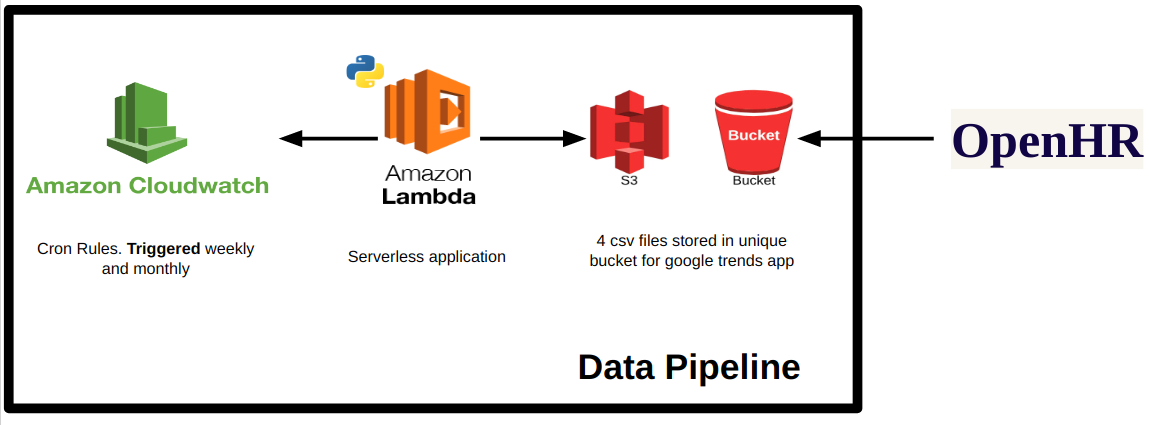 Amazon Cloudwatch
Cron Rules. Triggered weekly
and monthly
Amazon
Lambda
Serverless application
S3
Bucket
Bucket
4 csv files stored in unique
bucket for google trends app
OpenHR
Data Pipeline